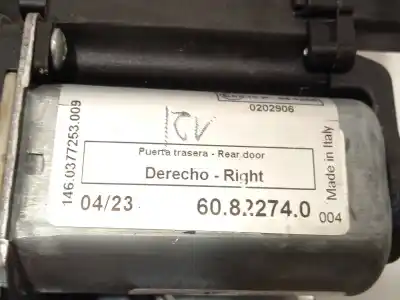 0202906
12V
146.0377253.009
Puerta trasera - Rear door
Derecho - Right
04/23
60.82274.0
004
Made in Italy